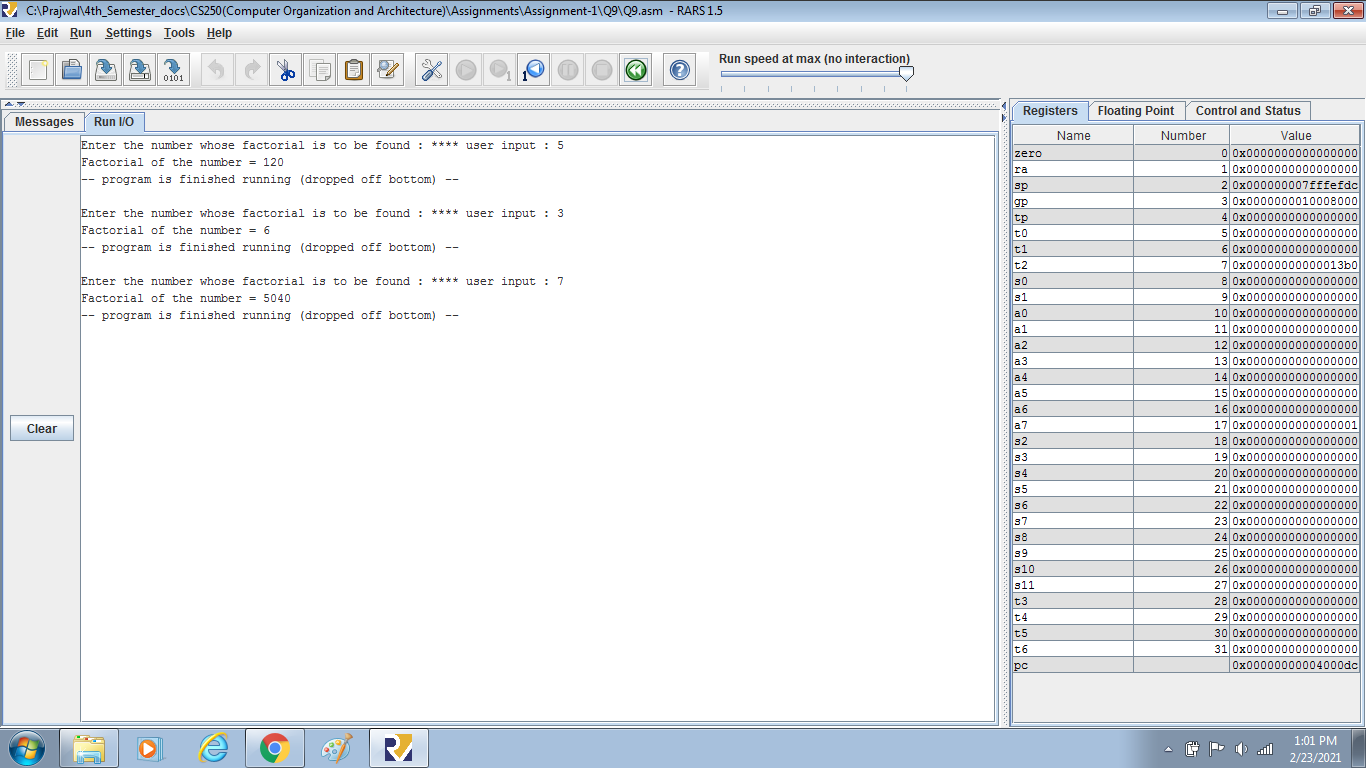 C:\Prajwal\4th_Semester_docs\CS250(Computer Organization and Architecture)\Assignments\Assignment-1\Q9\Q9.asm - RARS 1.5
File Edit Run Settings Tools Help
Run speed at max (no interaction)
0101
1
1
Messages Run I/O
Enter the number whose factorial is to be found : **** user input : 5
Factorial of the number = 120
-- program is finished running (dropped off bottom) --
Enter the number whose factorial is to be found : **** user input : 3
Factorial of the number = 6
-- program is finished running (dropped off bottom) --
Enter the number whose factorial is to be found : **** user input : 7
Factorial of the number = 5040
-- program is finished running (dropped off bottom) --
Clear
Registers Floating Point Control and Status
Name Number Value
zero 0 0x0000000000000000
ra 1 0x0000000000000000
sp 2 0x000000007fffefdc
gp 3 0x0000000010008000
tp 4 0x0000000000000000
t0 5 0x0000000000000000
t1 6 0x0000000000000000
t2 7 0x00000000000013b0
s0 8 0x0000000000000000
s1 9 0x0000000000000000
a0 10 0x0000000000000000
a1 11 0x0000000000000000
a2 12 0x0000000000000000
a3 13 0x0000000000000000
a4 14 0x0000000000000000
a5 15 0x0000000000000000
a6 16 0x0000000000000000
a7 17 0x0000000000000001
s2 18 0x0000000000000000
s3 19 0x0000000000000000
s4 20 0x0000000000000000
s5 21 0x0000000000000000
s6 22 0x0000000000000000
s7 23 0x0000000000000000
s8 24 0x0000000000000000
s9 25 0x0000000000000000
s10 26 0x0000000000000000
s11 27 0x0000000000000000
t3 28 0x0000000000000000
t4 29 0x0000000000000000
t5 30 0x0000000000000000
t6 31 0x0000000000000000
pc 0x00000000004000dc
1:01 PM
2/23/2021